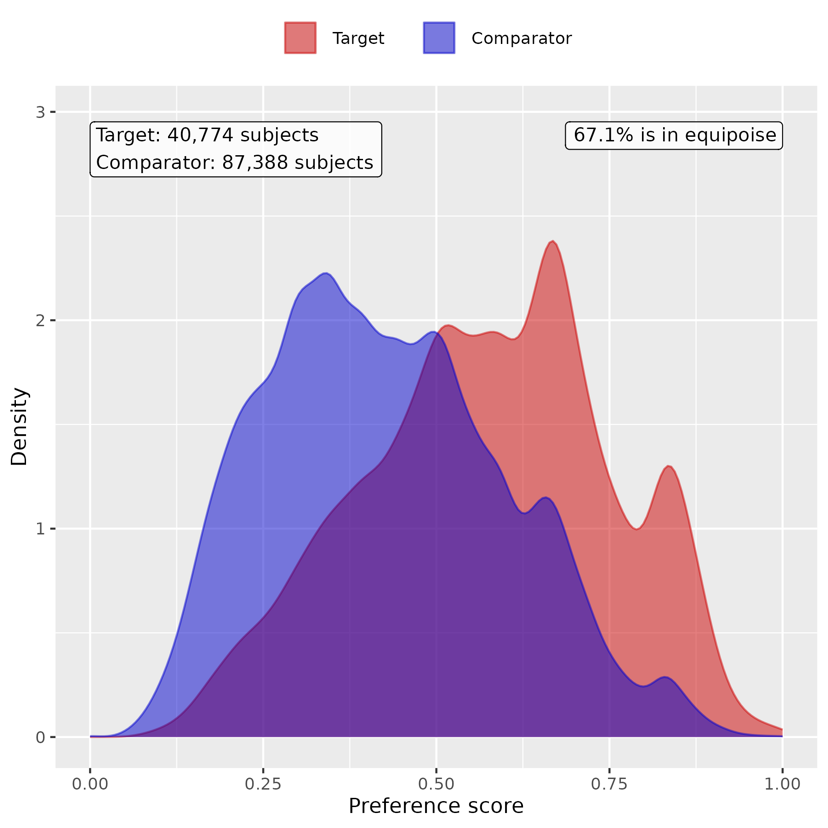 Target
Comparator
3
Target: 40,774 subjects
Comparator: 87,388 subjects
67.1% is in equipoise
2
1
0
Density
0.00
0.25
0.50
0.75
1.00
Preference score